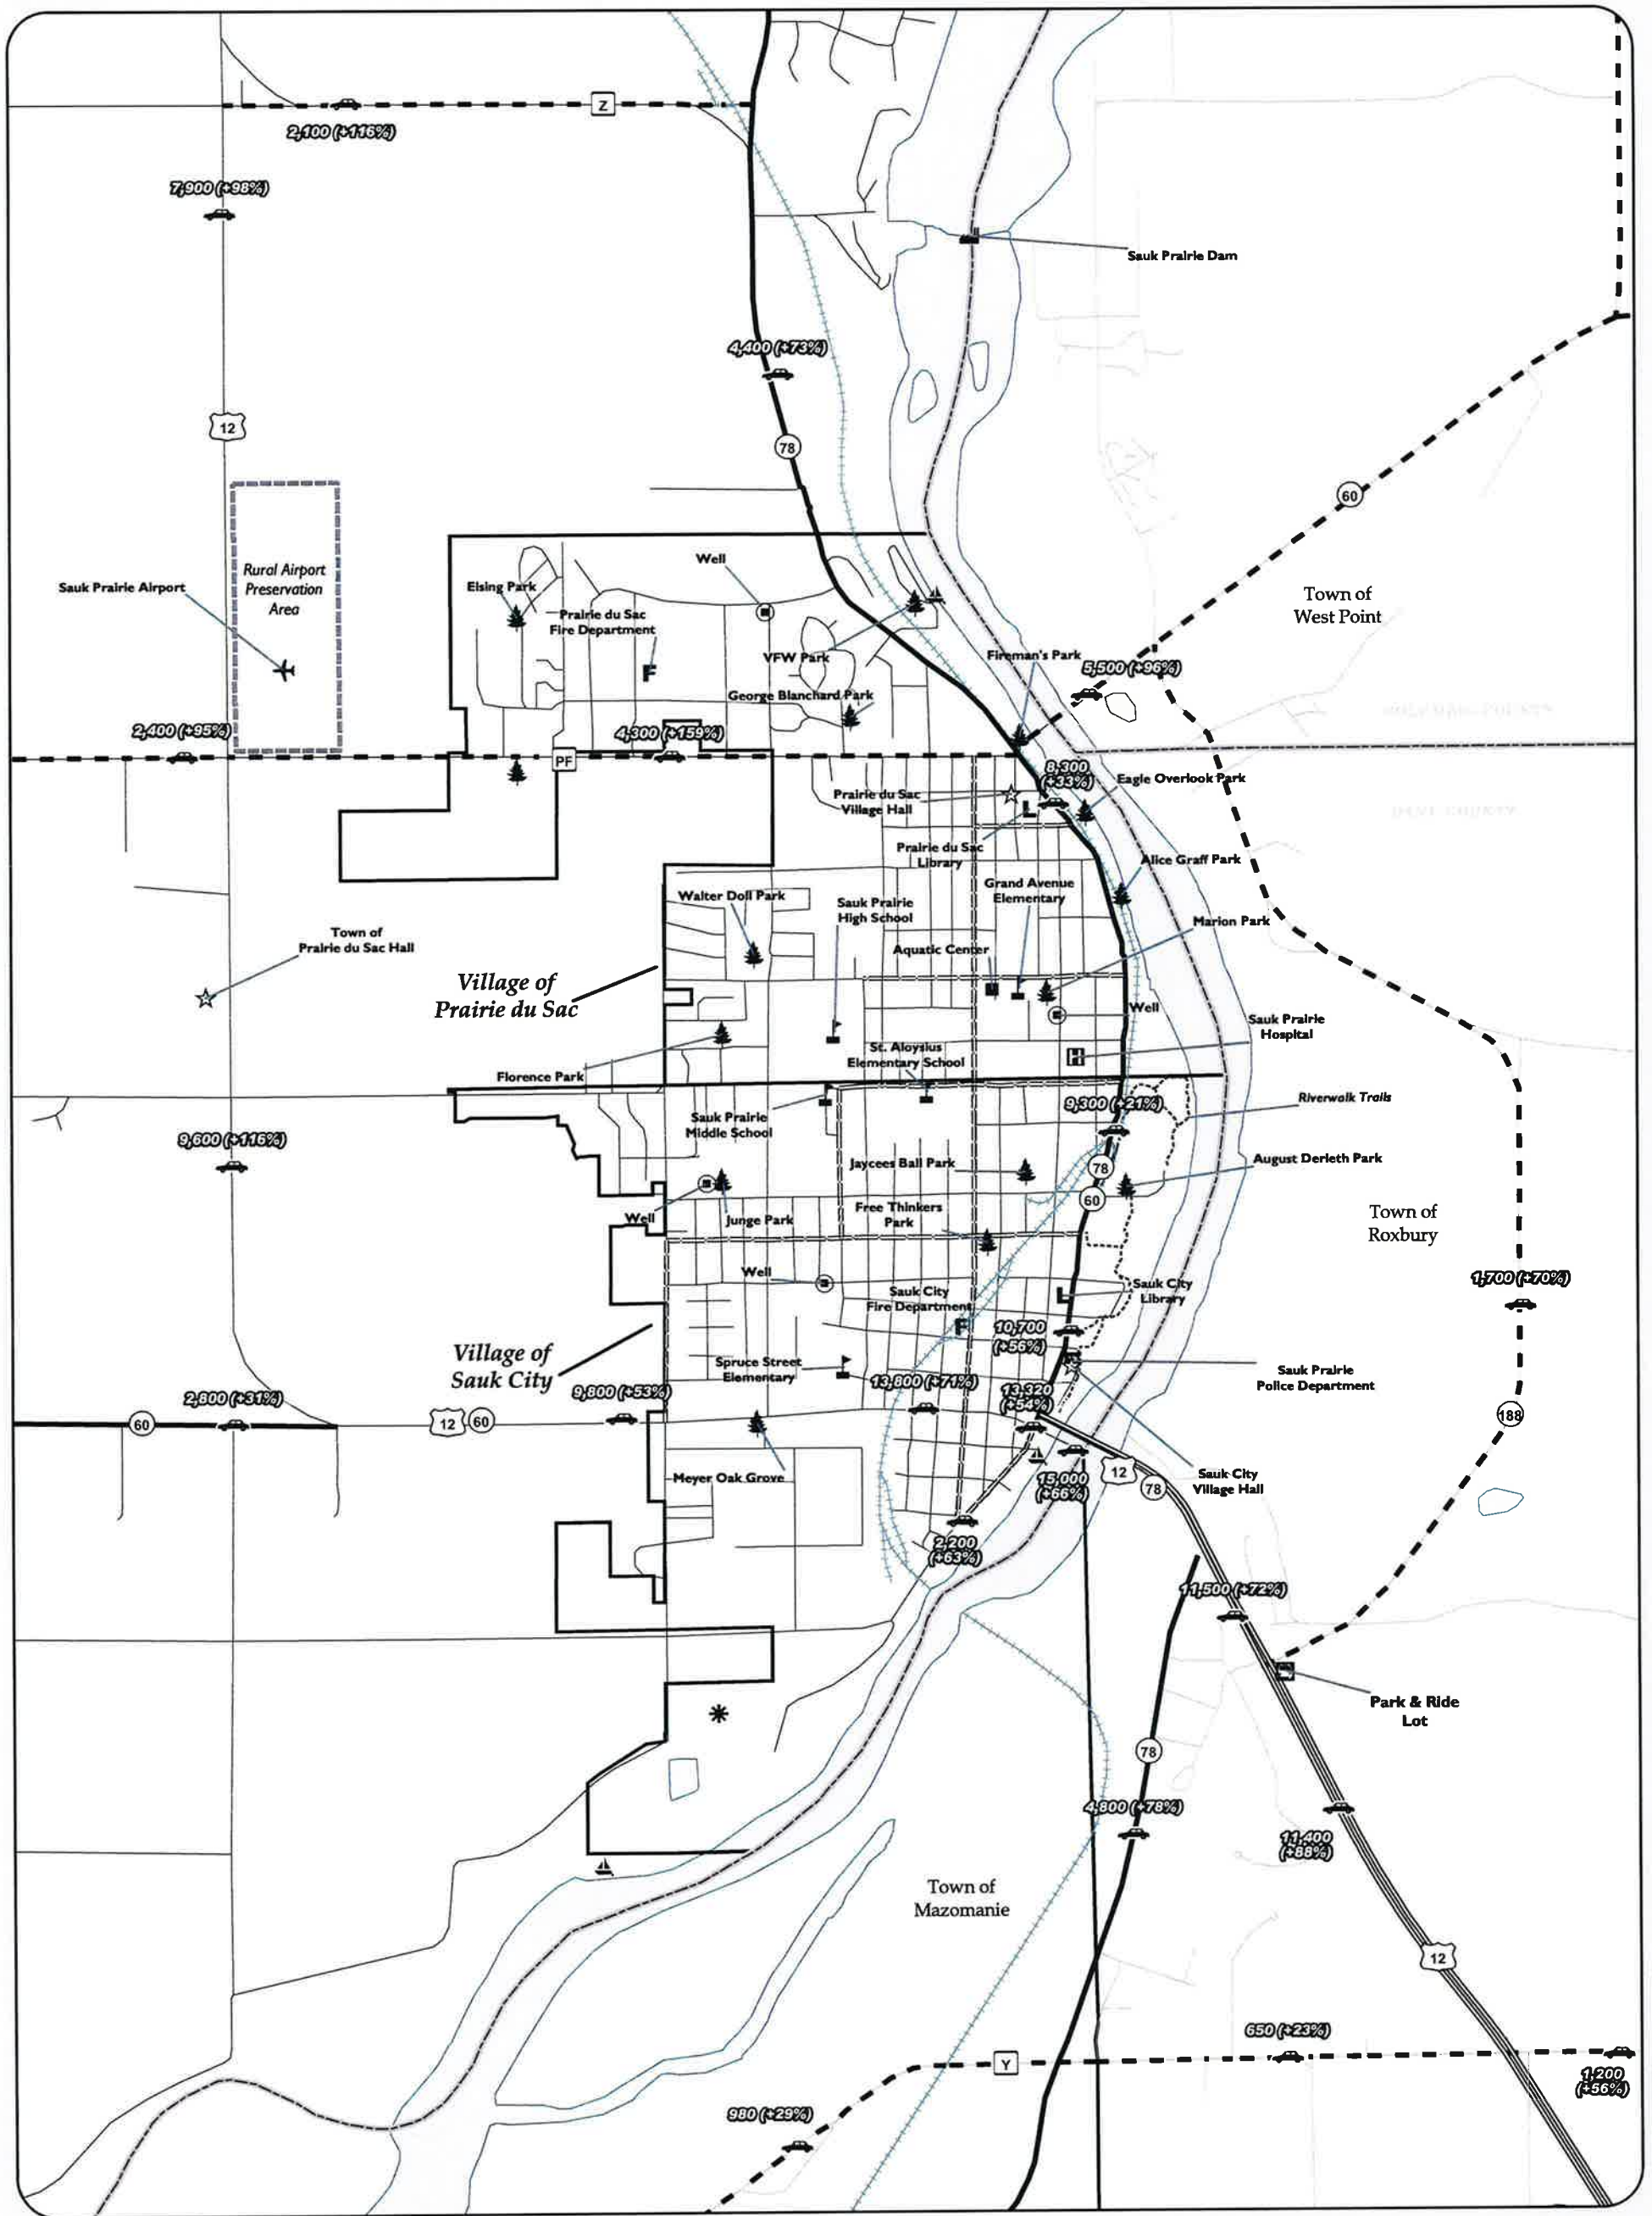 Z
2,100 (+116%)
7,900 (+98%)
Sauk Prairie Dam
4,400 (+73%)
12
78
60
Rural Airport
Preservation
Area
Sauk Prairie Airport
Well
Elsing Park
Prairie du Sac
Fire Department
Town of
West Point
F
VFW Park
Fireman's Park
5,500 (+96%)
George Blanchard Park
2,400 (+95%)
4,300 (+159%)
PF
8,300
(+33%)
Eagle Overlook Park
Prairie du Sac
Village Hall
L
DANE COUNTY
Prairie du Sac
Library
Alice Graff Park
Grand Avenue
Elementary
Walter Doll Park
Sauk Prairie
High School
Marion Park
Town of
Prairie du Sac Hall
Aquatic Center
Village of
Prairie du Sac
Well
Sauk Prairie
Hospital
H
St. Aloysius
Elementary School
Florence Park
9,300 (+21%)
Riverwalk Trails
Sauk Prairie
Middle School
9,600 (+116%)
Jaycees Ball Park
78
August Derleth Park
60
Free Thinkers
Park
Well
Junge Park
Town of
Roxbury
Well
1,700 (+70%)
Sauk City
Library
L
Sauk City
Fire Department
F
10,700
(+56%)
Village of
Sauk City
Spruce Street
Elementary
Sauk Prairie
Police Department
2,800 (+31%)
9,800 (+53%)
13,800 (+71%)
13,320
(+54%)
60
12
60
188
Meyer Oak Grove
15,000
(+66%)
12
78
Sauk City
Village Hall
2,200
(+63%)
11,500 (+72%)
Park & Ride
Lot
78
4,800 (+78%)
11,400
(+88%)
Town of
Mazomanie
12
650 (+23%)
Y
1,200
(+56%)
980 (+29%)